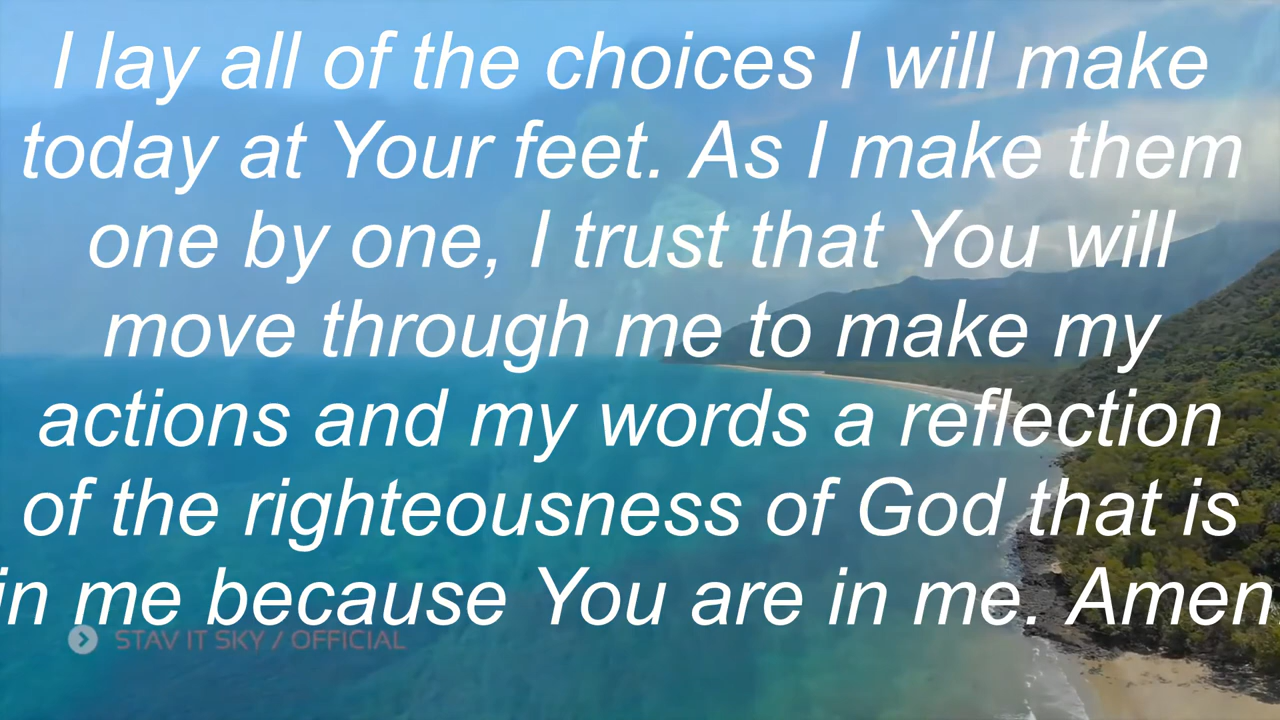 I lay all of the choices I will make
today at Your feet. As I make them
one by one, I trust that You will
move through me to make my
actions and my words a reflection
of the righteousness of God that is
in me because You are in me. Amen.
STAV IT SKY / OFFICIAL